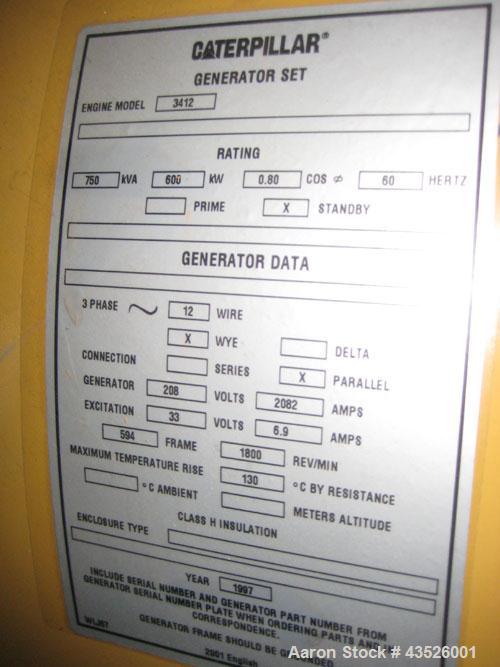 CATERPILLAR®
GENERATOR SET
ENGINE MODEL 3412
RATING
750 kVA 600 kW 0.80 COS ø 60 HERTZ
PRIME X STANDBY
GENERATOR DATA
3 PHASE ~ 12 WIRE
X WYE DELTA
CONNECTION SERIES X PARALLEL
GENERATOR 208 VOLTS 2082 AMPS
EXCITATION 33 VOLTS 6.9 AMPS
594 FRAME 1800 REV/MIN
MAXIMUM TEMPERATURE RISE 130 °C BY RESISTANCE
°C AMBIENT METERS ALTITUDE
CLASS H INSULATION
ENCLOSURE TYPE
YEAR 1997
INCLUDE SERIAL NUMBER AND GENERATOR PART NUMBER FROM
GENERATOR SERIAL NUMBER PLATE WHEN ORDERING PARTS AND IN
CORRESPONDENCE.
GENERATOR FRAME SHOULD BE
2001 English
Aaron Stock # 43526001